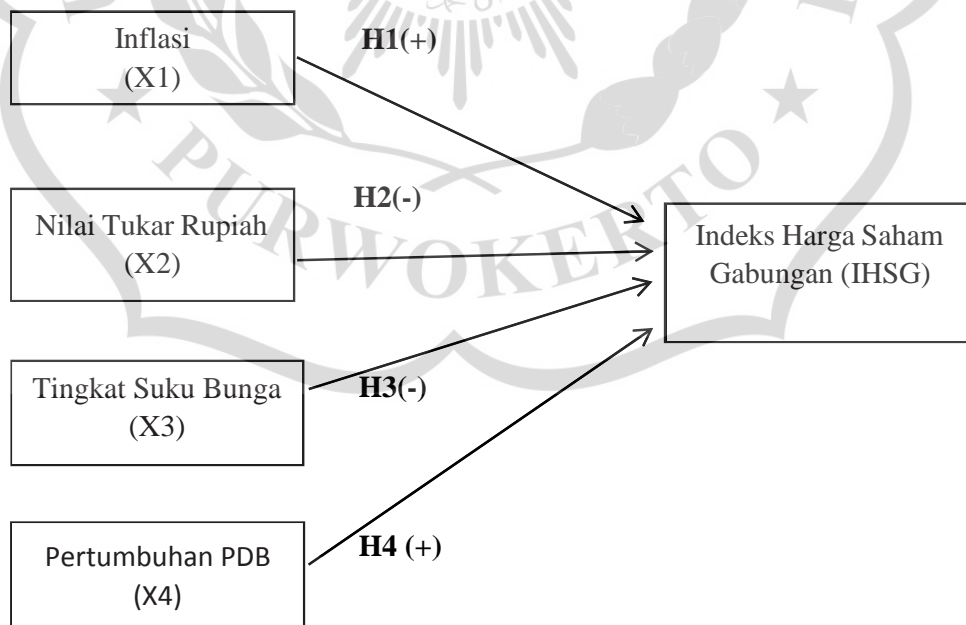 Inflasi
(X1)
H1(+)
Nilai Tukar Rupiah
(X2)
H2(-)
Indeks Harga Saham
Gabungan (IHSG)
Tingkat Suku Bunga
(X3)
H3(-)
Pertumbuhan PDB
(X4)
H4 (+)
PURWOKERTO